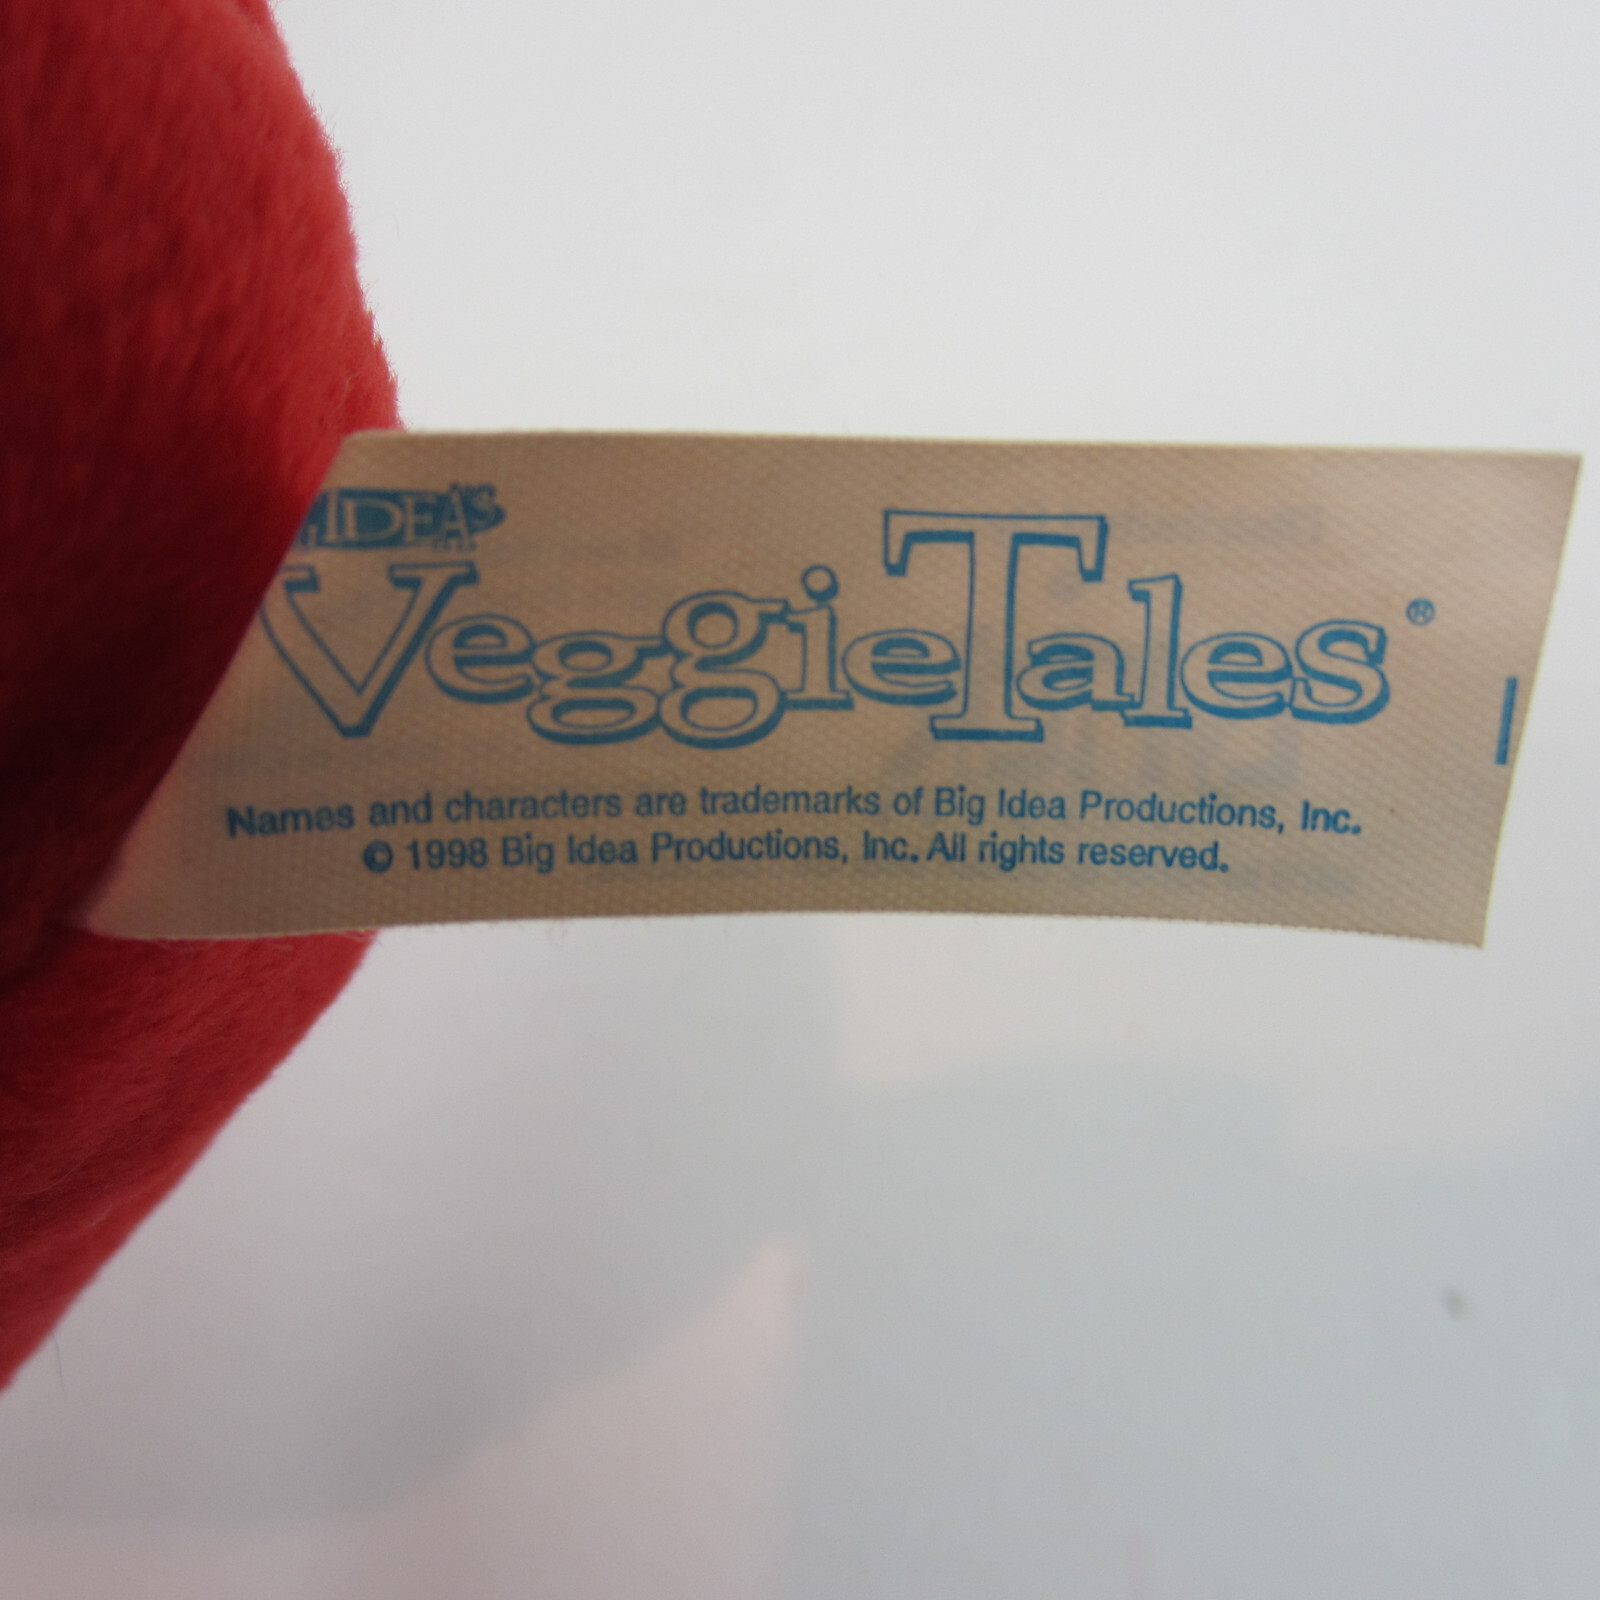 IDEA'S
VeggieTales®
Names and characters are trademarks of Big Idea Productions, Inc.
© 1998 Big Idea Productions, Inc. All rights reserved.